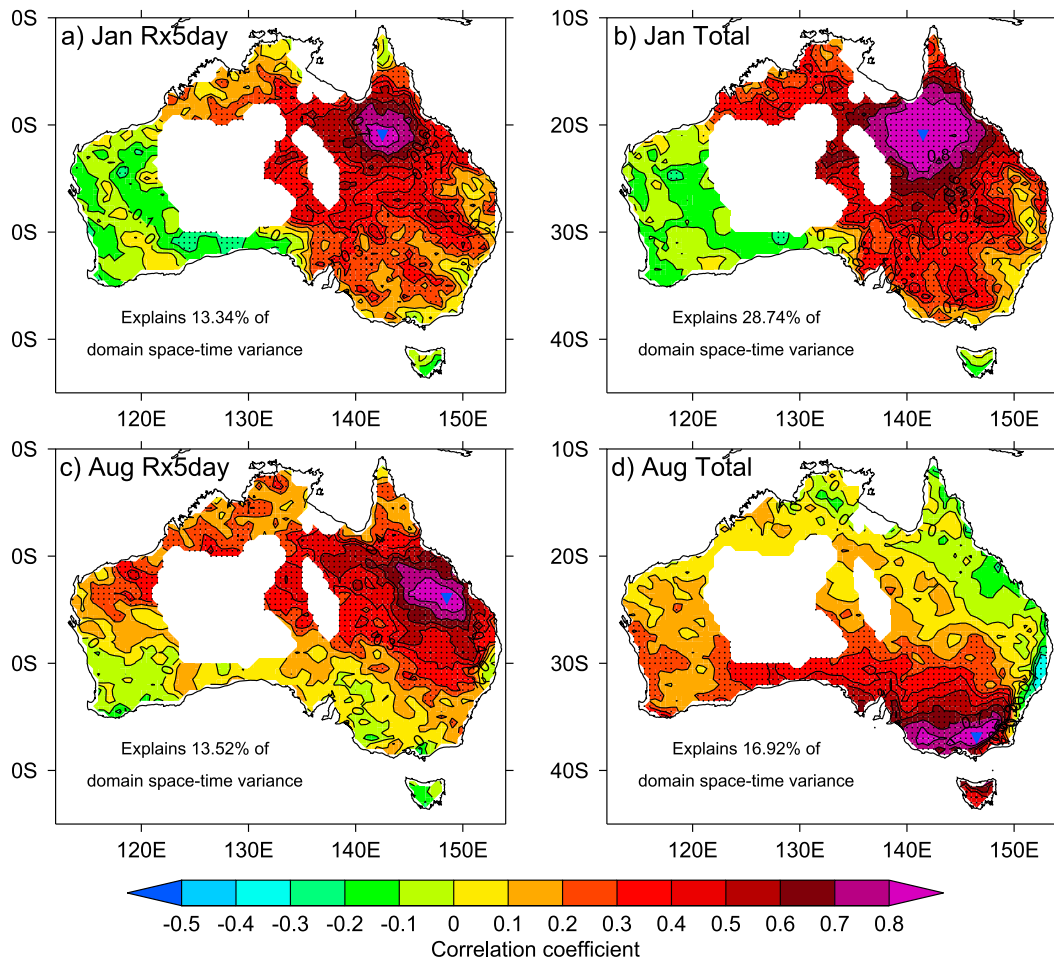 0S
10S
a) Jan Rx5day
b) Jan Total
0S
20S
0.8
0S
30S
Explains 13.34% of
domain space-time variance
Explains 28.74% of
domain space-time variance
0S
40S
120E 130E 140E 150E
120E 130E 140E 150E
0S
10S
c) Aug Rx5day
d) Aug Total
0S
20S
0S
30S
Explains 13.52% of
domain space-time variance
Explains 16.92% of
domain space-time variance
0S
40S
120E 130E 140E 150E
120E 130E 140E 150E
-0.5 -0.4 -0.3 -0.2 -0.1 0 0.1 0.2 0.3 0.4 0.5 0.6 0.7 0.8
Correlation coefficient